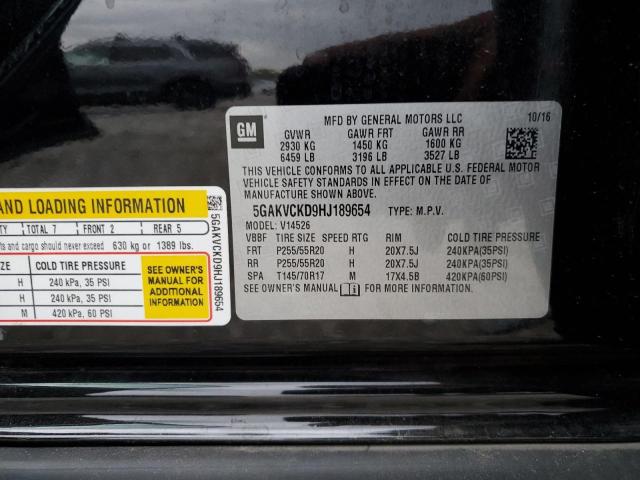 GM
MFD BY GENERAL MOTORS LLC 10/16
GVWR GAWR FRT GAWR RR
2930 KG 1450 KG 1600 KG
6459 LB 3196 LB 3527 LB
THIS VEHICLE CONFORMS TO ALL APPLICABLE U.S. FEDERAL MOTOR
VEHICLE SAFETY AND THEFT PREVENTION STANDARDS IN EFFECT ON THE DATE OF
MANUFACTURE SHOWN ABOVE.
5GAKVCKD9HJ189654 TYPE: M.P.V.
MODEL: V14526
VBBF TIRE SIZE SPEED RTG RIM COLD TIRE PRESSURE
FRT P255/55R20 H 20X7.5J 240KPA(35PSI)
RR P255/55R20 H 20X7.5J 240KPA(35PSI)
SPA T145/70R17 M 17X4.5B 420KPA(60PSI)
SEE OWNER'S MANUAL FOR MORE INFORMATION.
AND LOADING INFORMATION
TOTAL 7 FRONT 2 REAR 5
and cargo should never exceed 630 kg or 1389 lbs.
COLD TIRE PRESSURE
H 240 kPa, 35 PSI
H 240 kPa, 35 PSI
M 420 kPa, 60 PSI
SEE OWNER'S
MANUAL FOR
ADDITIONAL
INFORMATION
5GAKVCKD9HJ189654